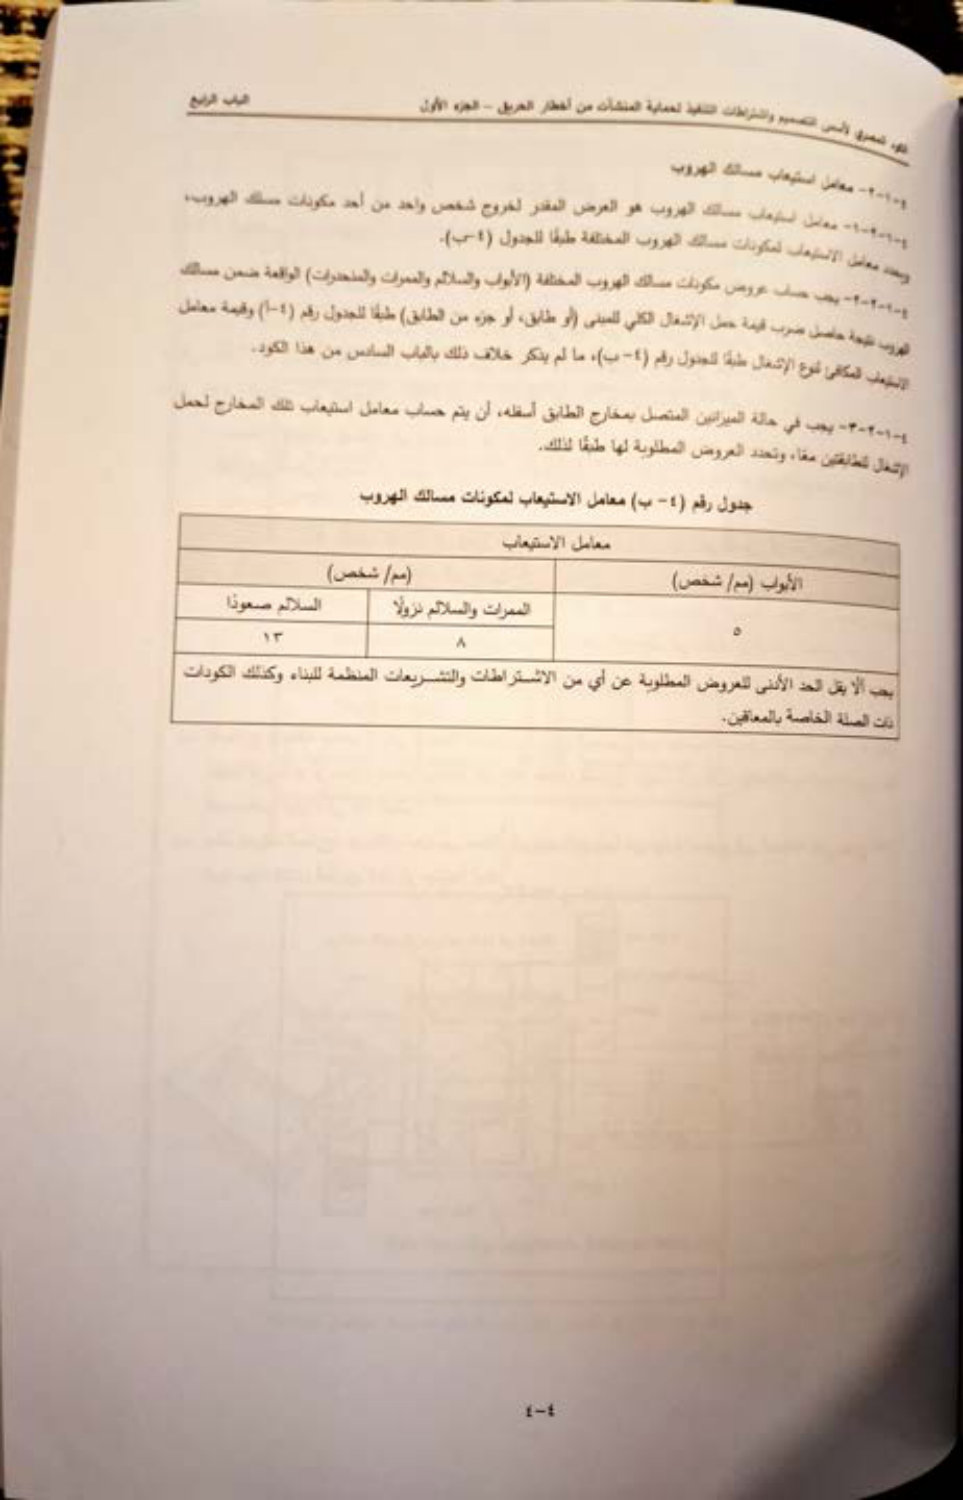 الكود المصري لأسس التصميم واشتراطات التنفيذ لحماية المنشآت من أخطار الحريق – الجزء الأول الباب الرابع
٤-١-٢- معامل استيعاب مسالك الهروب
٤-١-٢-١- معامل استيعاب مسالك الهروب هو العرض المقدر لخروج شخص واحد من أحد مكونات مسلك الهروب،
ويحدد معامل الاستيعاب لمكونات مسالك الهروب المختلفة طبقًا للجدول (٤-ب).
٤-١-٢-٢- يجب حساب عروض مكونات مسالك الهروب المختلفة (الأبواب والسلالم والممرات والمنحدرات) الواقعة ضمن مسالك
الهروب نتيجة حاصل ضرب قيمة حمل الإشغال الكلي للمبنى (أو طابق، أو جزء من الطابق) طبقًا للجدول رقم (٤-أ) وقيمة معامل
الاستيعاب المكافئ لنوع الإشغال طبقًا للجدول رقم (٤- ب)، ما لم يذكر خلاف ذلك بالباب السادس من هذا الكود.
٤-١-٢-٣- يجب في حالة الميزانين المتصل بمخارج الطابق أسفله، أن يتم حساب معامل استيعاب تلك المخارج لحمل
الإشغال للطابقين معًا، وتحدد العروض المطلوبة لها طبقًا لذلك.
جدول رقم (٤- ب) معامل الاستيعاب لمكونات مسالك الهروب
معامل الاستيعاب
الأبواب (مم/ شخص) (مم/ شخص)
الممرات والسلالم نزولًا السلالم صعودًا
٥ ٨ ١٣
يجب ألّا يقل الحد الأدنى للعروض المطلوبة عن أي من الاشتراطات والتشريعات المنظمة للبناء وكذلك الكودات
ذات الصلة الخاصة بالمعاقين.
٤-٤